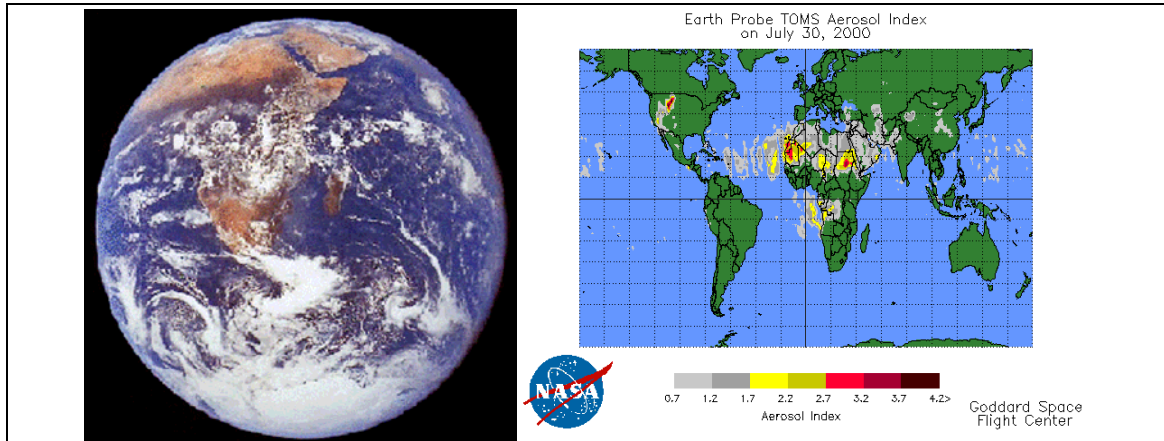 Earth Probe TOMS Aerosol Index
on July 30, 2000
NASA
0.7 1.2 1.7 2.2 2.7 3.2 3.7 4.2>
Aerosol Index
Goddard Space
Flight Center